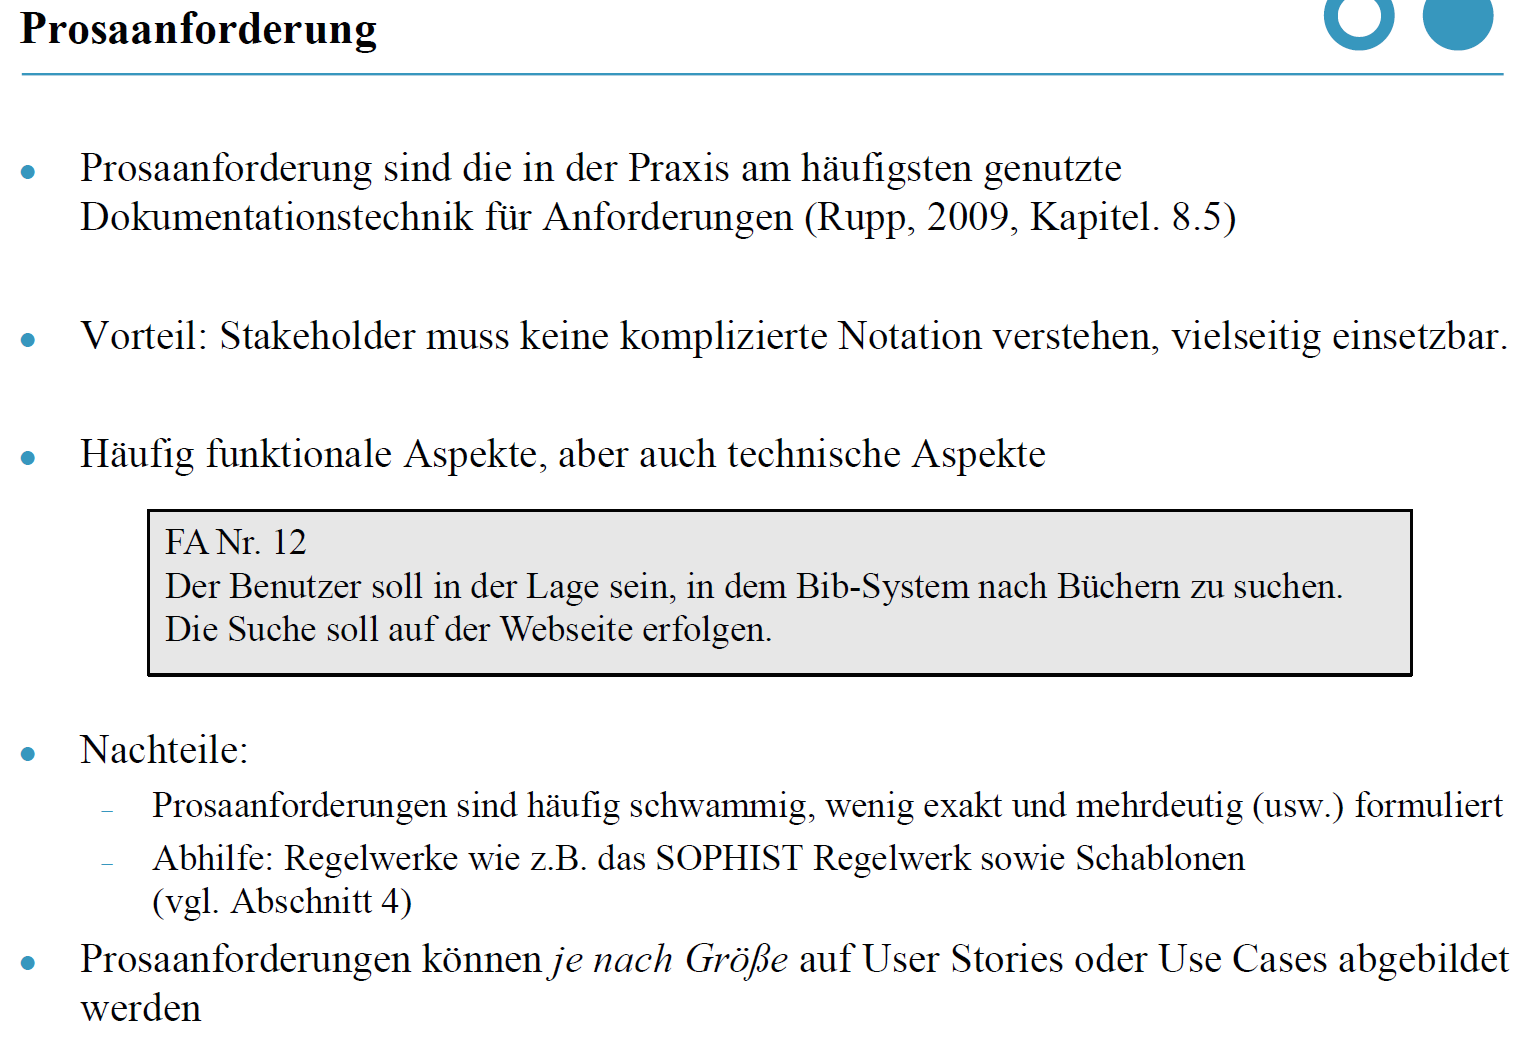 Prosaanforderung
Prosaanforderung sind die in der Praxis am häufigsten genutzte
Dokumentationstechnik für Anforderungen (Rupp, 2009, Kapitel. 8.5)
Vorteil: Stakeholder muss keine komplizierte Notation verstehen, vielseitig einsetzbar.
Häufig funktionale Aspekte, aber auch technische Aspekte
FA Nr. 12
Der Benutzer soll in der Lage sein, in dem Bib-System nach Büchern zu suchen.
Die Suche soll auf der Webseite erfolgen.
Nachteile:
– Prosaanforderungen sind häufig schwammig, wenig exakt und mehrdeutig (usw.) formuliert
– Abhilfe: Regelwerke wie z.B. das SOPHIST Regelwerk sowie Schablonen
(vgl. Abschnitt 4)
Prosaanforderungen können je nach Größe auf User Stories oder Use Cases abgebildet
werden